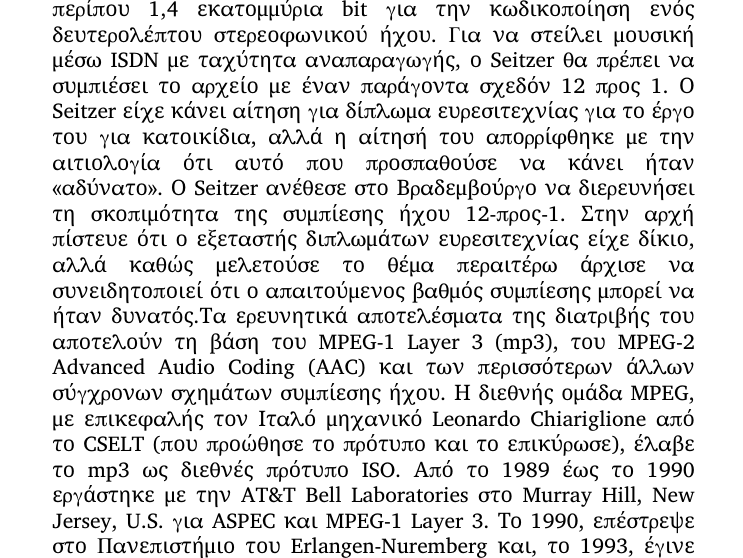 περίπου 1,4 εκατομμύρια bit για την κωδικοποίηση ενός
δευτερολέπτου στερεοφωνικού ήχου. Για να στείλει μουσική
μέσω ISDN με ταχύτητα αναπαραγωγής, ο Seitzer θα πρέπει να
συμπιέσει το αρχείο με έναν παράγοντα σχεδόν 12 προς 1. Ο
Seitzer είχε κάνει αίτηση για δίπλωμα ευρεσιτεχνίας για το έργο
του για κατοικίδια, αλλά η αίτησή του απορρίφθηκε με την
αιτιολογία ότι αυτό που προσπαθούσε να κάνει ήταν
«αδύνατο». Ο Seitzer ανέθεσε στο Βραδεμβούργο να διερευνήσει
τη σκοπιμότητα της συμπίεσης ήχου 12-προς-1. Στην αρχή
πίστευε ότι ο εξεταστής διπλωμάτων ευρεσιτεχνίας είχε δίκιο,
αλλά καθώς μελετούσε το θέμα περαιτέρω άρχισε να
συνειδητοποιεί ότι ο απαιτούμενος βαθμός συμπίεσης μπορεί να
ήταν δυνατός.Τα ερευνητικά αποτελέσματα της διατριβής του
αποτελούν τη βάση του MPEG-1 Layer 3 (mp3), του MPEG-2
Advanced Audio Coding (AAC) και των περισσότερων άλλων
σύγχρονων σχημάτων συμπίεσης ήχου. Η διεθνής ομάδα MPEG,
με επικεφαλής τον Ιταλό μηχανικό Leonardo Chiariglione από
το CSELT (που προώθησε το πρότυπο και το επικύρωσε), έλαβε
το mp3 ως διεθνές πρότυπο ISO. Από το 1989 έως το 1990
εργάστηκε με την AT&T Bell Laboratories στο Murray Hill, New
Jersey, U.S. για ASPEC και MPEG-1 Layer 3. Το 1990, επέστρεψε
στο Πανεπιστήμιο του Erlangen-Nuremberg και, το 1993, έγινε